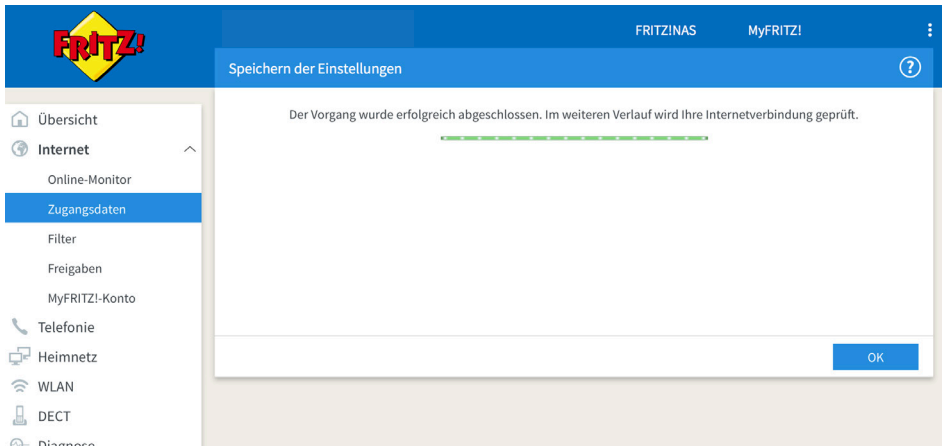 FRITZ!
FRITZ!NAS
MyFRITZ!
Speichern der Einstellungen
?
Der Vorgang wurde erfolgreich abgeschlossen. Im weiteren Verlauf wird Ihre Internetverbindung geprüft.
Übersicht
Internet
Online-Monitor
Zugangsdaten
Filter
Freigaben
MyFRITZ!-Konto
Telefonie
Heimnetz
OK
WLAN
DECT
Diagnose